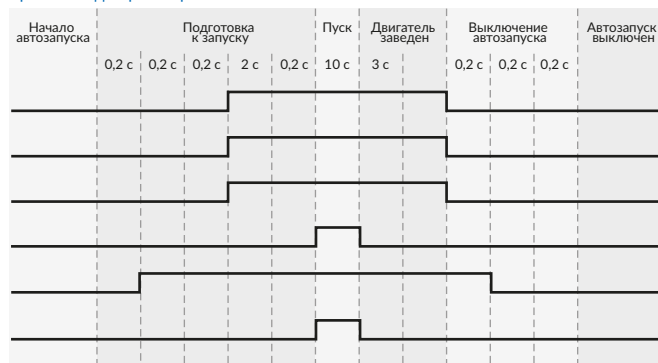 Начало автозапуска
Подготовка к запуску
Пуск
Двигатель заведен
Выключение автозапуска
Автозапуск выключен
0,2 с 0,2 с 0,2 с 2 с 0,2 с 10 с 3 с 0,2 с 0,2 с 0,2 с